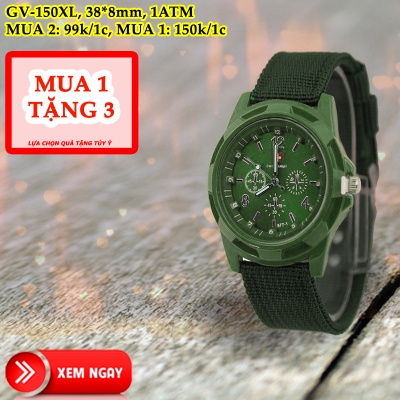 GV-150XL, 38*8mm, 1ATM
MUA 2: 99k/1c, MUA 1: 150k/1c
MUA 1
TẶNG 3
LỰA CHỌN QUÀ TẶNG TÙY Ý
XEM NGAY